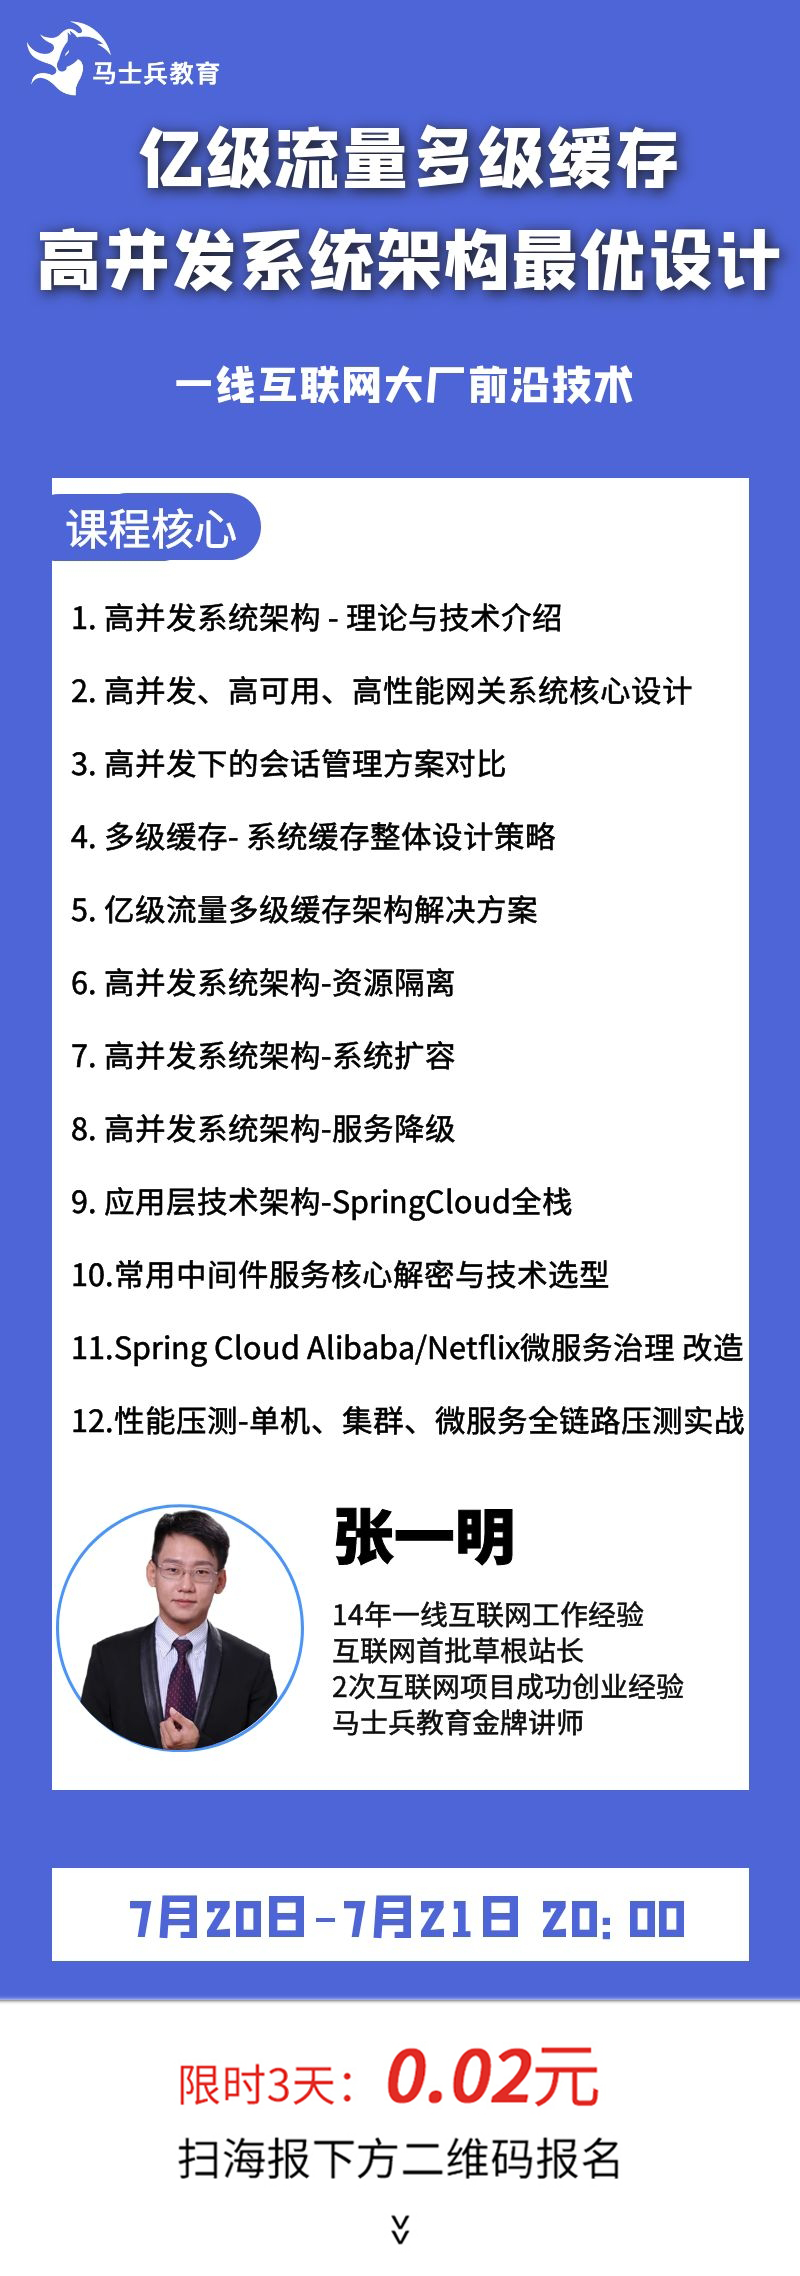 马士兵教育
亿级流量多级缓存
高并发系统架构最优设计
一线互联网大厂前沿技术
课程核心
1. 高并发系统架构 - 理论与技术介绍
2. 高并发、高可用、高性能网关系统核心设计
3. 高并发下的会话管理方案对比
4. 多级缓存- 系统缓存整体设计策略
5. 亿级流量多级缓存架构解决方案
6. 高并发系统架构-资源隔离
7. 高并发系统架构-系统扩容
8. 高并发系统架构-服务降级
9. 应用层技术架构-SpringCloud全栈
10.常用中间件服务核心解密与技术选型
11.Spring Cloud Alibaba/Netflix微服务治理 改造
12.性能压测-单机、集群、微服务全链路压测实战
张一明
14年一线互联网工作经验
互联网首批草根站长
2次互联网项目成功创业经验
马士兵教育金牌讲师
7月20日-7月21日 20: 00
限时3天：0.02元
扫海报下方二维码报名